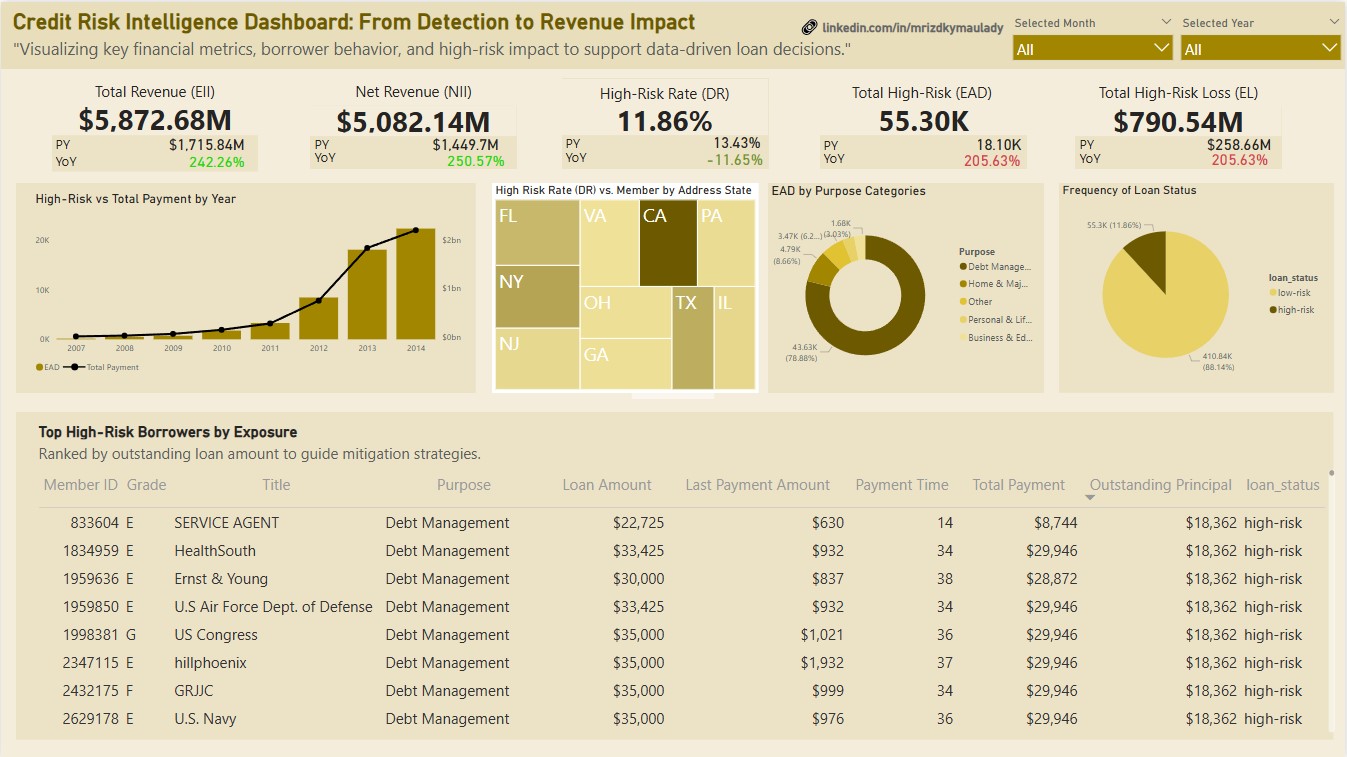 Credit Risk Intelligence Dashboard: From Detection to Revenue Impact
"Visualizing key financial metrics, borrower behavior, and high-risk impact to support data-driven loan decisions."
linkedin.com/in/mrizdkymaulady
Selected Month
All
Selected Year
All
Total Revenue (EII)
$5,872.68M
PY $1,715.84M
YoY 242.26%
Net Revenue (NII)
$5,082.14M
PY $1,449.7M
YoY 250.57%
High-Risk Rate (DR)
11.86%
PY 13.43%
YoY -11.65%
Total High-Risk (EAD)
55.30K
PY 18.10K
YoY 205.63%
Total High-Risk Loss (EL)
$790.54M
PY $258.66M
YoY 205.63%
High-Risk vs Total Payment by Year
20K
10K
0K
$2bn
$1bn
$0bn
2007 2008 2009 2010 2011 2012 2013 2014
EAD Total Payment
High Risk Rate (DR) vs. Member by Address State
FL
NY
NJ
VA
OH
GA
CA
PA
TX
IL
EAD by Purpose Categories
1.68K
(3.03%)
3.47K (6.2...)
4.79K
(8.66%)
43.63K
(78.88%)
Purpose
Debt Manage...
Home & Maj...
Other
Personal & Lif...
Business & Ed...
Frequency of Loan Status
55.3K (11.86%)
410.84K
(88.14%)
loan_status
low-risk
high-risk
Top High-Risk Borrowers by Exposure
Ranked by outstanding loan amount to guide mitigation strategies.
Member ID Grade Title Purpose Loan Amount Last Payment Amount Payment Time Total Payment Outstanding Principal loan_status
833604 E SERVICE AGENT Debt Management $22,725 $630 14 $8,744 $18,362 high-risk
1834959 E HealthSouth Debt Management $33,425 $932 34 $29,946 $18,362 high-risk
1959636 E Ernst & Young Debt Management $30,000 $837 38 $28,872 $18,362 high-risk
1959850 E U.S Air Force Dept. of Defense Debt Management $33,425 $932 34 $29,946 $18,362 high-risk
1998381 G US Congress Debt Management $35,000 $1,021 36 $29,946 $18,362 high-risk
2347115 E hillphoenix Debt Management $35,000 $1,932 37 $29,946 $18,362 high-risk
2432175 F GRJJC Debt Management $35,000 $999 34 $29,946 $18,362 high-risk
2629178 E U.S. Navy Debt Management $35,000 $976 36 $29,946 $18,362 high-risk